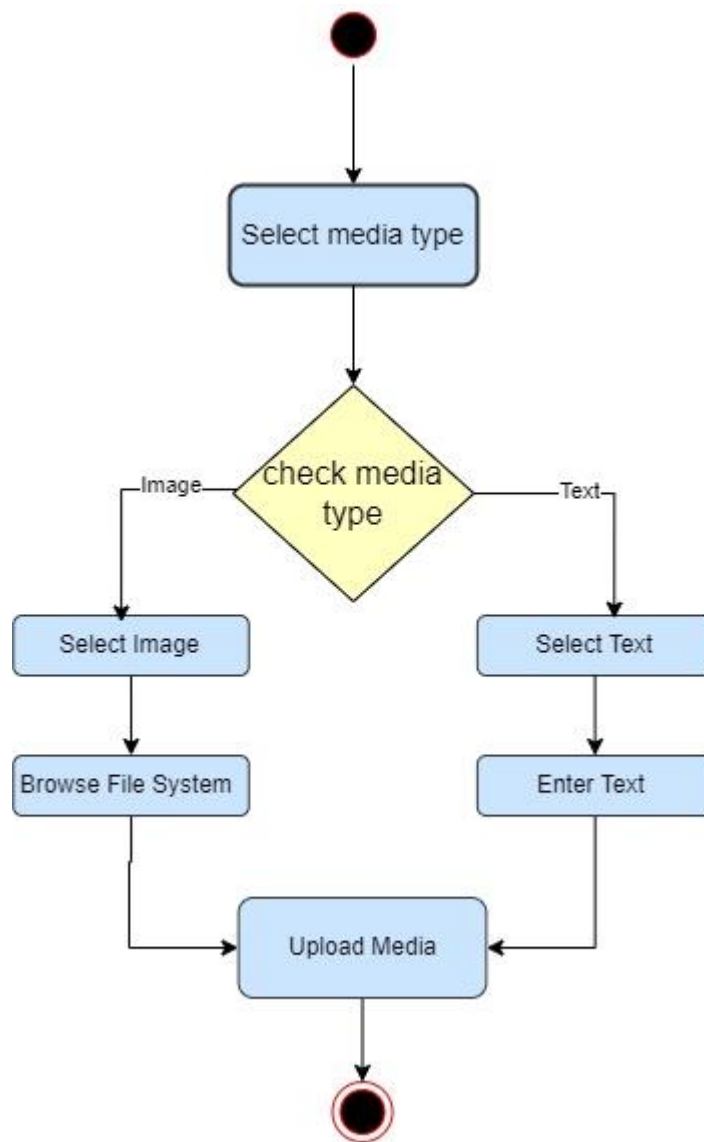 Select media type
check media
type
Image
Text
Select Image
Select Text
Browse File System
Enter Text
Upload Media